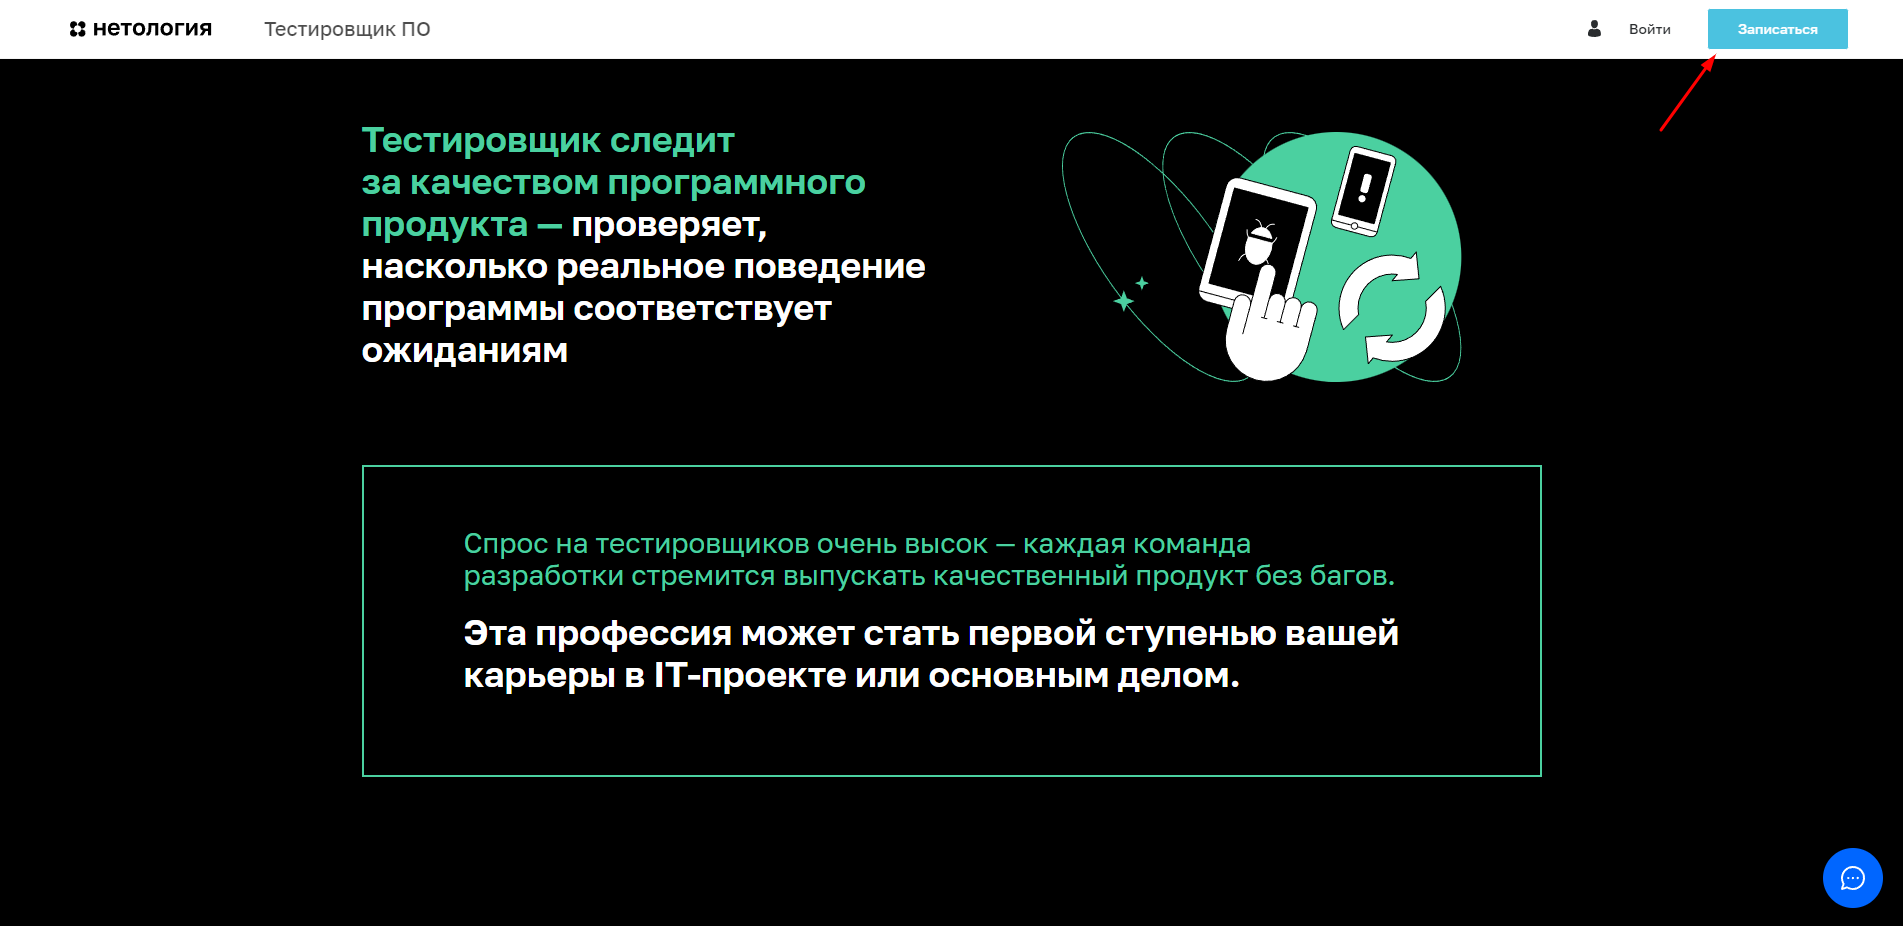 нетология
Тестировщик ПО
Войти
Записаться
Тестировщик следит
за качеством программного
продукта — проверяет,
насколько реальное поведение
программы соответствует
ожиданиям
Спрос на тестировщиков очень высок — каждая команда
разработки стремится выпускать качественный продукт без багов.
Эта профессия может стать первой ступенью вашей
карьеры в IT-проекте или основным делом.